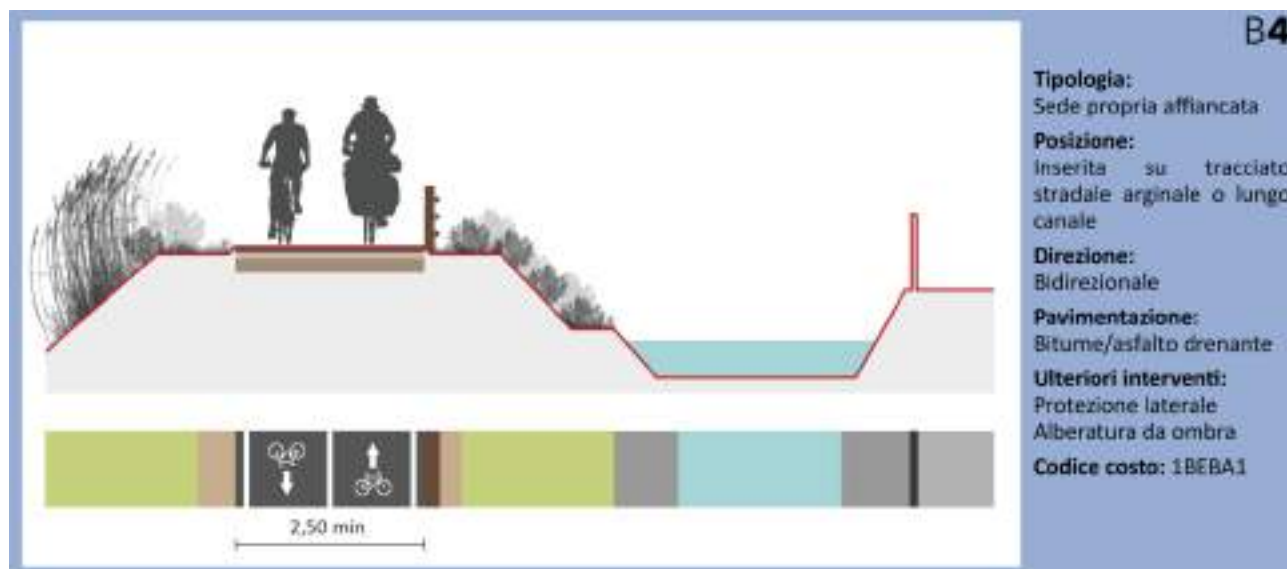 B4
Tipologia:
Sede propria affiancata
Posizione:
Inserita su tracciato
stradale arginale o lungo
canale
Direzione:
Bidirezionale
Pavimentazione:
Bitume/asfalto drenante
Ulteriori interventi:
Protezione laterale
Alberatura da ombra
Codice costo: 1BEBA1
2,50 min